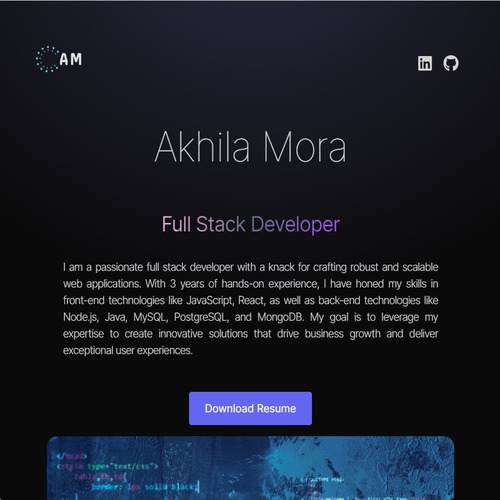 AM
in
Akhila Mora
Full Stack Developer
I am a passionate full stack developer with a knack for crafting robust and scalable
web applications. With 3 years of hands-on experience, I have honed my skills in
front-end technologies like JavaScript, React, as well as back-end technologies like
Node.js, Java, MySQL, PostgreSQL, and MongoDB. My goal is to leverage my
expertise to create innovative solutions that drive business growth and deliver
exceptional user experiences.
Download Resume
</head>
<style type="text/css">
border: 1px solid black;